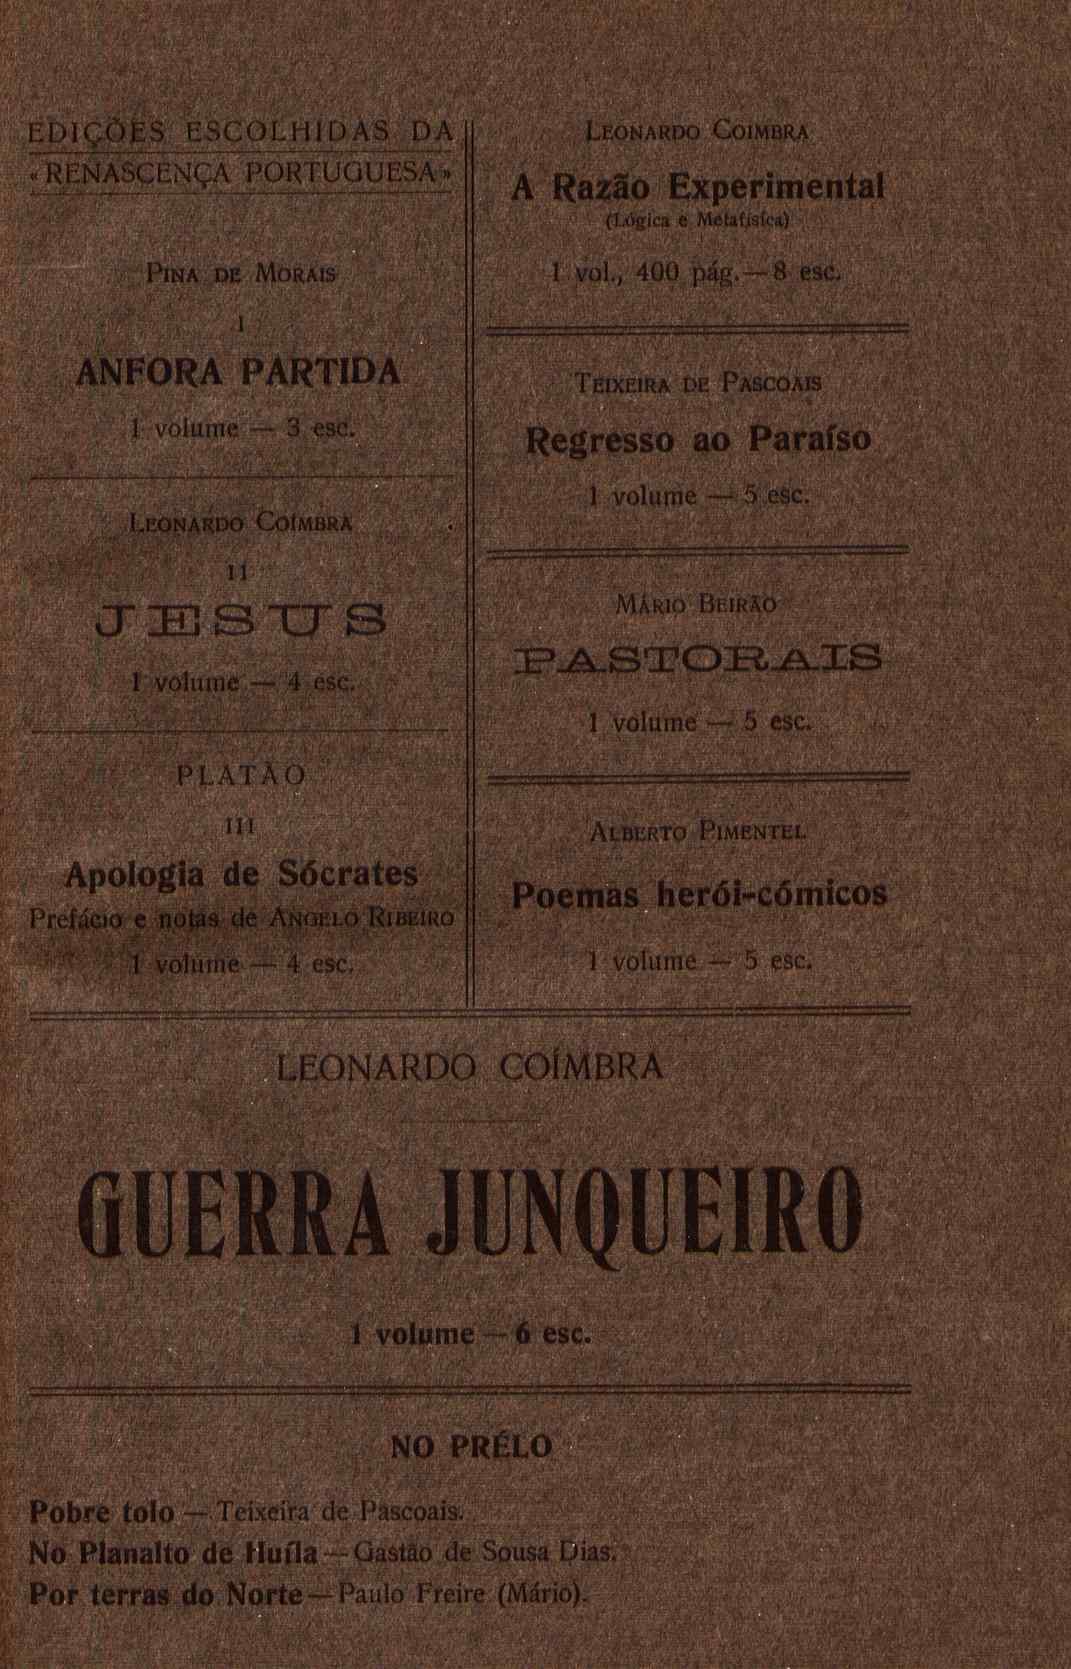 EDIÇÕES ESCOLHIDAS DA
«RENASCENÇA PORTUGUESA»
PINA DE MORAIS
I
ANFORA PARTIDA
1 volume — 3 esc.
LEONARDO COÍMBRA
II
JESUS
1 volume — 4 esc.
PLATÃO
III
Apologia de Sócrates
Prefácio e notas de ANGELO RIBEIRO
1 volume — 4 esc.
LEONARDO COIMBRA
A Razão Experimental
(Lógica e Metafísica)
1 vol., 400 pág. — 8 esc.
TEIXEIRA DE PASCOAIS
Regresso ao Paraíso
1 volume — 5 esc.
MÁRIO BEIRÃO
PASTORAIS
1 volume — 5 esc.
ALBERTO PIMENTEL
Poemas herói-cómicos
1 volume — 5 esc.
LEONARDO COÍMBRA
GUERRA JUNQUEIRO
1 volume — 6 esc.
NO PRÉLO
Pobre tolo — Teixeira de Pascoais.
No Planalto de Huíla — Gastão de Sousa Dias.
Por terras do Norte — Paulo Freire (Mário).